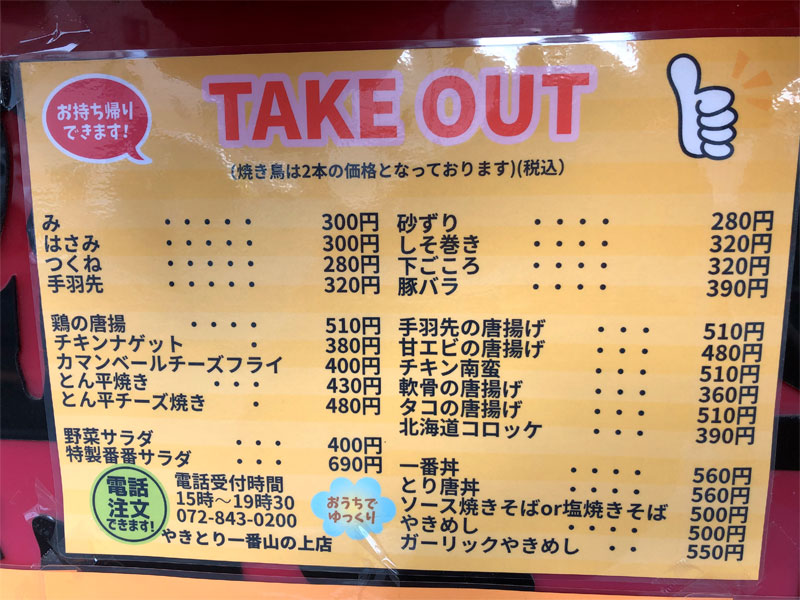 お持ち帰り
できます!
TAKE OUT
(焼き鳥は2本の価格となっております)(税込)
み ・・・・・ 300円
はさみ ・・・・・ 300円
つくね ・・・・・ 280円
手羽先 ・・・・・ 320円
砂ずり ・・・・ 280円
しそ巻き ・・・・ 320円
下ごころ ・・・・ 320円
豚バラ ・・・・ 390円
鶏の唐揚 ・・・・ 510円
チキンナゲット ・ 380円
カマンベールチーズフライ 400円
とん平焼き ・・・ 430円
とん平チーズ焼き ・ 480円
手羽先の唐揚げ ・・・ 510円
甘エビの唐揚げ ・・・ 480円
チキン南蛮 ・・・ 510円
軟骨の唐揚げ ・・・ 360円
タコの唐揚げ ・・・ 510円
北海道コロッケ ・・・ 390円
野菜サラダ ・・・ 400円
特製番番サラダ ・・・ 690円
一番丼 ・・・・ 560円
とり唐丼 ・・・・ 560円
ソース焼きそばor塩焼きそば 500円
やきめし ・・・・ 500円
ガーリックやきめし ・・ 550円
電話
注文
できます!
電話受付時間
15時〜19時30
072-843-0200
やきとり一番山の上店
おうちで
ゆっくり